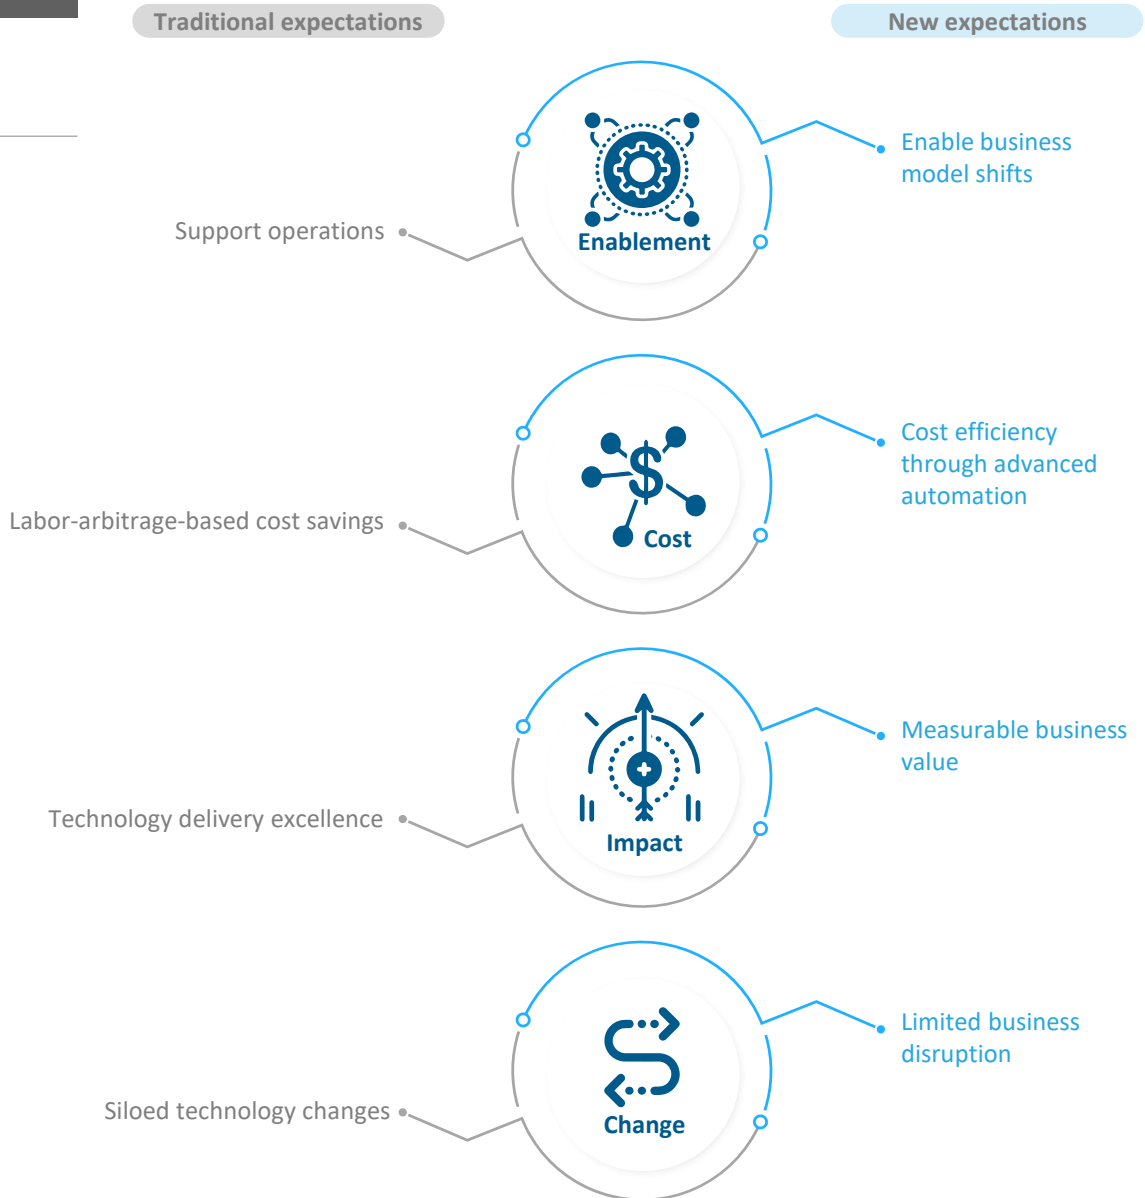 Traditional expectations
New expectations
Enable business
model shifts
Support operations
Enablement
Cost efficiency
through advanced
automation
Labor-arbitrage-based cost savings
Cost
Measurable business
value
Technology delivery excellence
Impact
Limited business
disruption
Siloed technology changes
Change